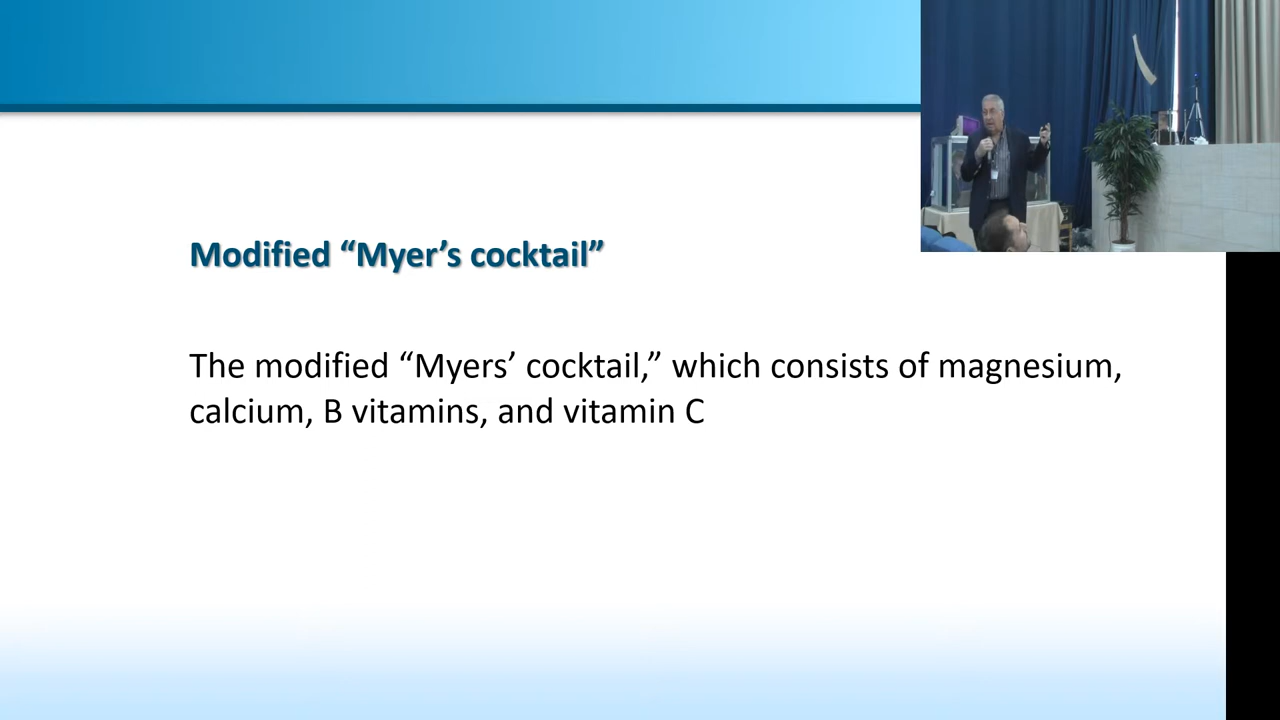 Modified “Myer’s cocktail”
The modified “Myers’ cocktail,” which consists of magnesium,
calcium, B vitamins, and vitamin C